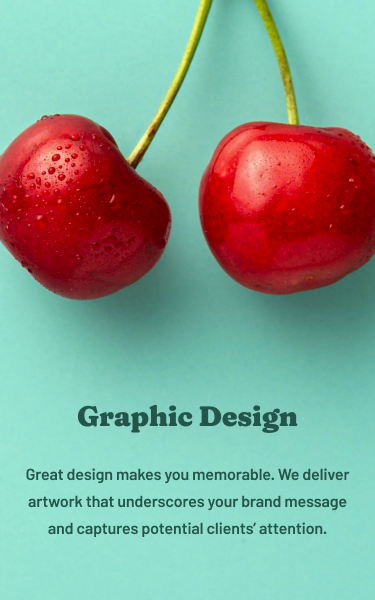 Graphic Design
Great design makes you memorable. We deliver
artwork that underscores your brand message
and captures potential clients’ attention.